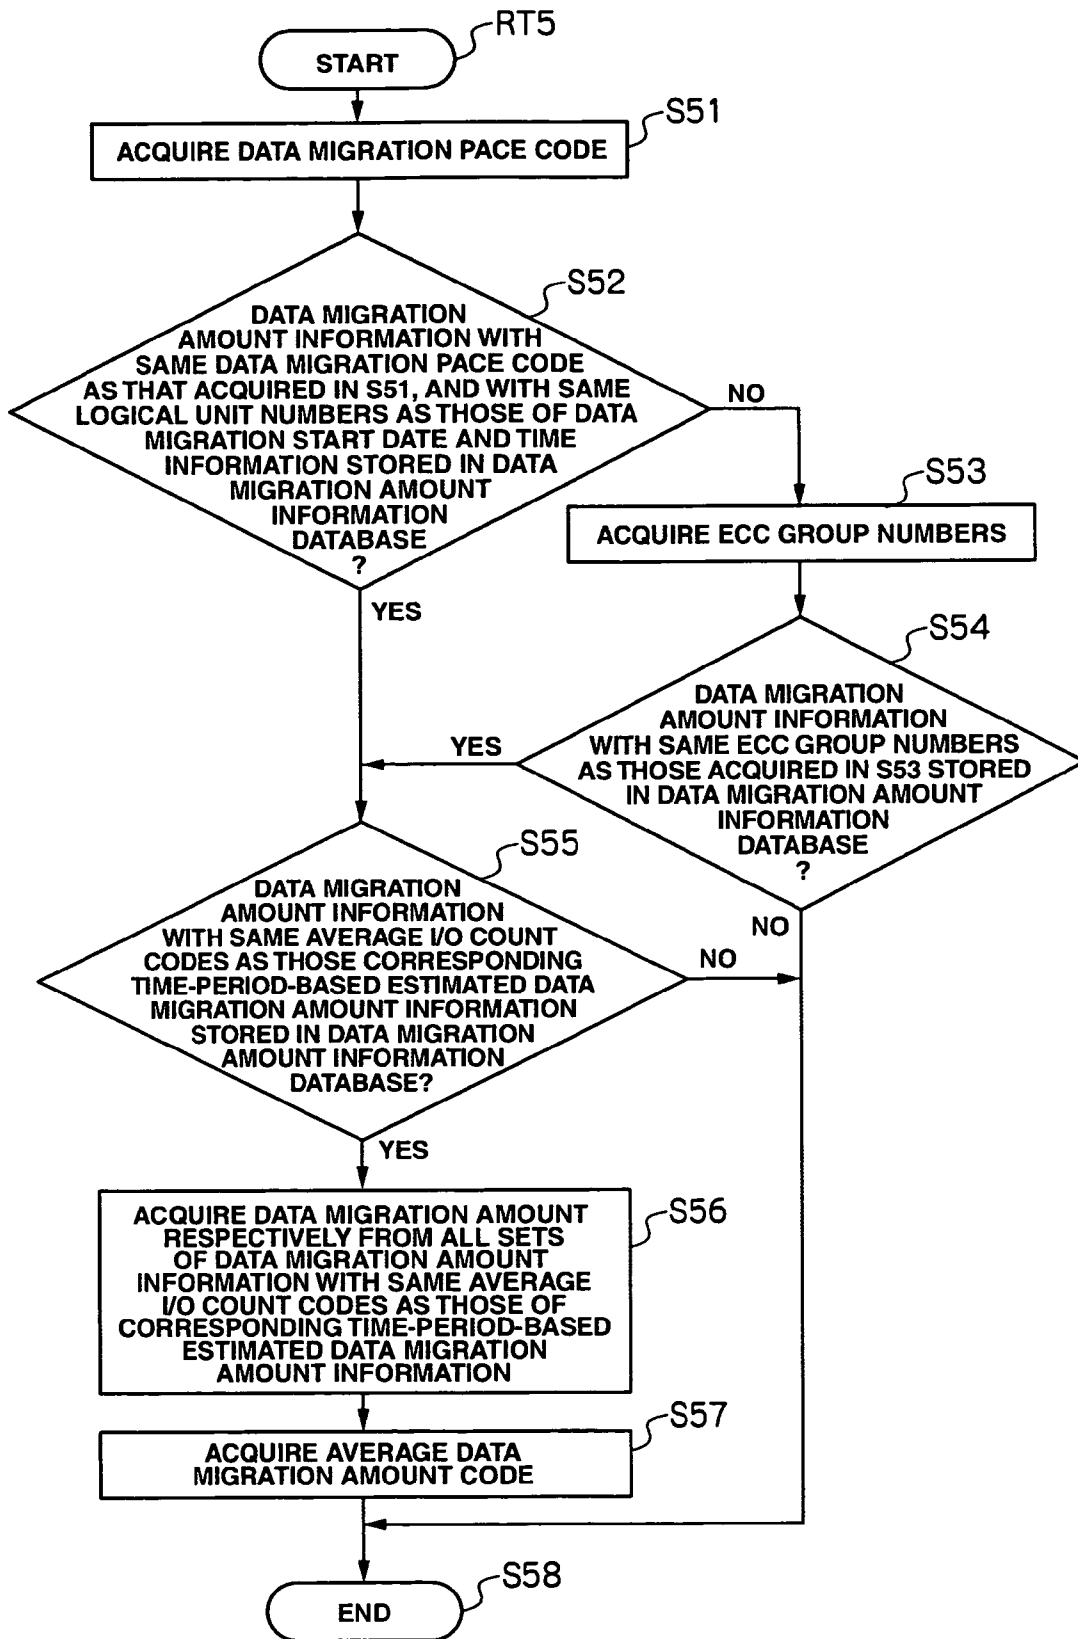 RT5
START
S51
ACQUIRE DATA MIGRATION PACE CODE
S52
DATA MIGRATION
AMOUNT INFORMATION WITH
SAME DATA MIGRATION PACE CODE
AS THAT ACQUIRED IN S51, AND WITH SAME
LOGICAL UNIT NUMBERS AS THOSE OF DATA
MIGRATION START DATE AND TIME
INFORMATION STORED IN DATA
MIGRATION AMOUNT
INFORMATION
DATABASE
?
NO
YES
S53
ACQUIRE ECC GROUP NUMBERS
S54
DATA MIGRATION
AMOUNT INFORMATION
WITH SAME ECC GROUP NUMBERS
AS THOSE ACQUIRED IN S53 STORED
IN DATA MIGRATION AMOUNT
INFORMATION
DATABASE
?
YES
NO
S55
DATA MIGRATION
AMOUNT INFORMATION
WITH SAME AVERAGE I/O COUNT
CODES AS THOSE CORRESPONDING
TIME-PERIOD-BASED ESTIMATED DATA
MIGRATION AMOUNT INFORMATION
STORED IN DATA MIGRATION
AMOUNT INFORMATION
DATABASE?
NO
YES
S56
ACQUIRE DATA MIGRATION AMOUNT
RESPECTIVELY FROM ALL SETS
OF DATA MIGRATION AMOUNT
INFORMATION WITH SAME AVERAGE
I/O COUNT CODES AS THOSE OF
CORRESPONDING TIME-PERIOD-BASED
ESTIMATED DATA MIGRATION
AMOUNT INFORMATION
S57
ACQUIRE AVERAGE DATA
MIGRATION AMOUNT CODE
S58
END